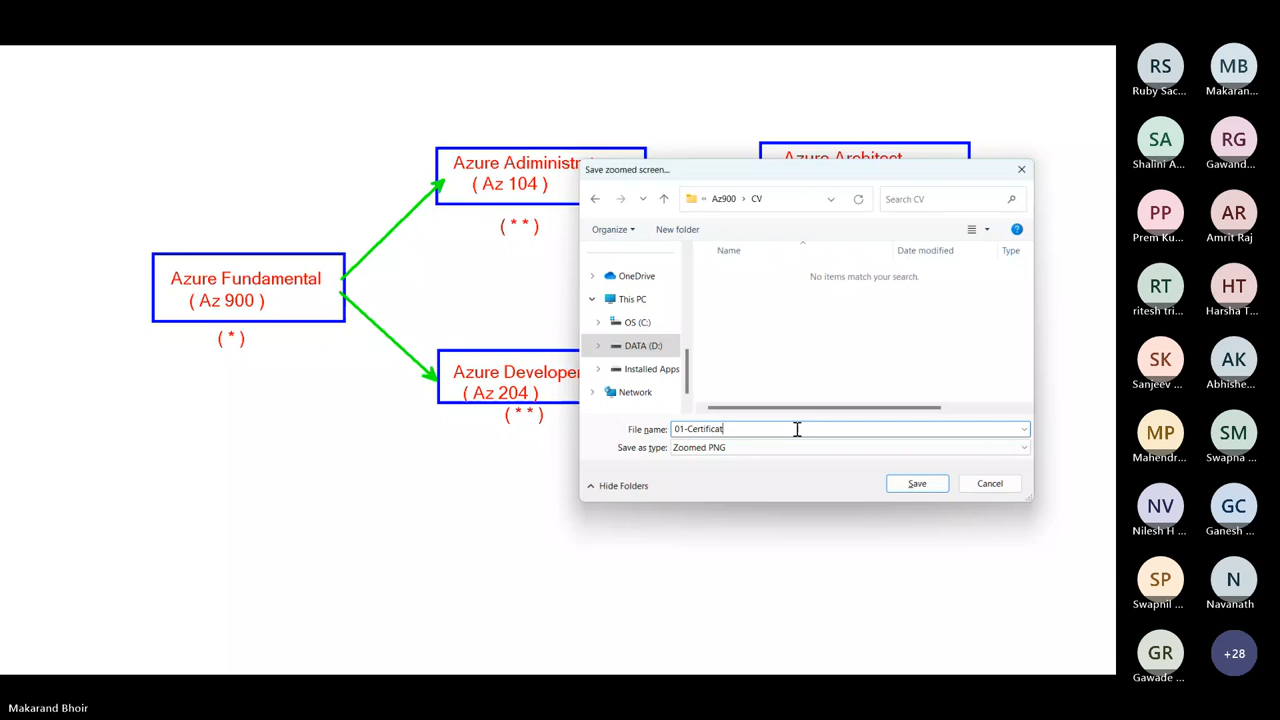 Azure Adiministr
( Az 104 )
( * * )
Azure Architect
Azure Fundamental
( Az 900 )
( * )
Azure Develope
( Az 204 )
( * * )
Save zoomed screen...
Az900 > CV
Search CV
Organize
New folder
Name
Date modified
Type
No items match your search.
OneDrive
This PC
OS (C:)
DATA (D:)
Installed Apps
Network
File name: 01-Certificat
Save as type: Zoomed PNG
Hide Folders
Save
Cancel
RS
Ruby Sac...
MB
Makaran...
SA
Shalini A...
RG
Gawand...
PP
Prem Ku...
AR
Amrit Raj
RT
ritesh tri...
HT
Harsha T...
SK
Sanjeev ...
AK
Abhishe...
MP
Mahendr...
SM
Swapna ...
NV
Nilesh H ...
GC
Ganesh ...
SP
Swapnil ...
N
Navanath
GR
Gawade ...
+28
Makarand Bhoir